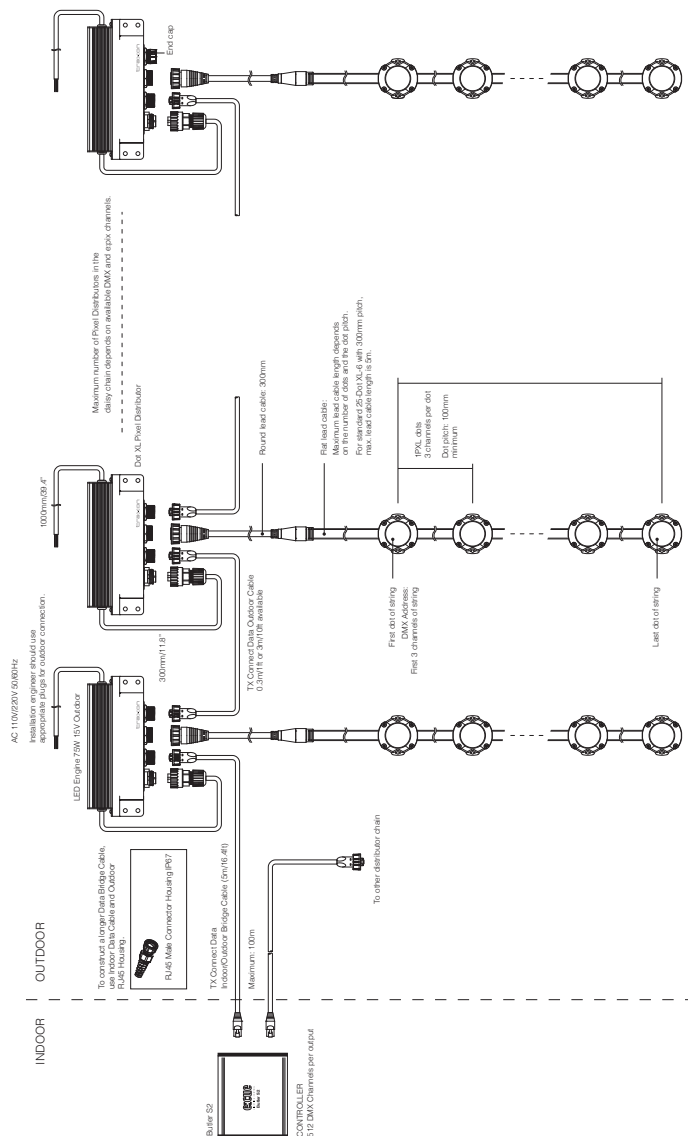 INDOOR
OUTDOOR
Butler S2
e:cue
Butler S2
CONTROLLER
512 DMX Channels per output
To construct a longer Data Bridge Cable,
use Indoor Data Cable and Outdoor
RJ45 Housing.
RJ45 Male Connector Housing IP67
TX Connect Data
Indoor/Outdoor Bridge Cable (5m/16.4ft)
Maximum: 100m
To other distributor chain
AC 110V/220V 50/60Hz
Installation engineer should use
appropriate plugs for outdoor connection.
LED Engine 75W 15V Outdoor
traxon
300mm/11.8"
TX Connect Data Outdoor Cable
0.3m/1ft or 3m/10ft available
1000mm/39.4"
Dot XL Pixel Distributor
traxon
Round lead cable: 300mm
Flat lead cable:
Maximum lead cable length depends
on the number of dots and the dot pitch.
For standard 25-Dot XL-6 with 300mm pitch,
max. lead cable length is 5m.
First dot of string
DMX Address:
First 3 channels of string
1PXL dots
3 channels per dot
Dot pitch: 100mm
minimum
Last dot of string
Maximum number of Pixel Distributors in the
daisy chain depends on available DMX and e:pix channels.
traxon
End cap